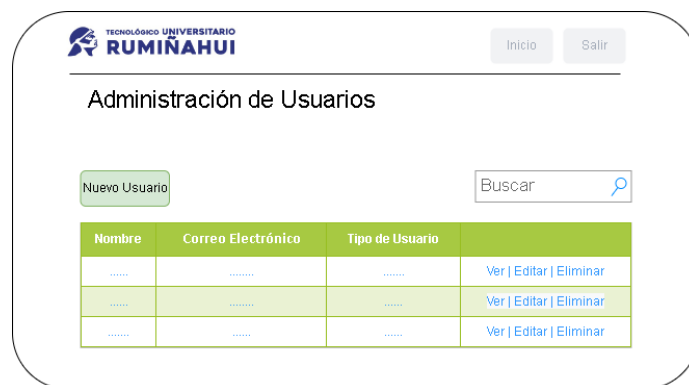 TECNOLÓGICO UNIVERSITARIO
RUMIÑAHUI
Inicio Salir
Administración de Usuarios
Nuevo Usuario
Buscar
Nombre Correo Electrónico Tipo de Usuario
...... ........ ....... Ver | Editar | Eliminar
...... ........ ...... Ver | Editar | Eliminar
....... ...... ...... Ver | Editar | Eliminar